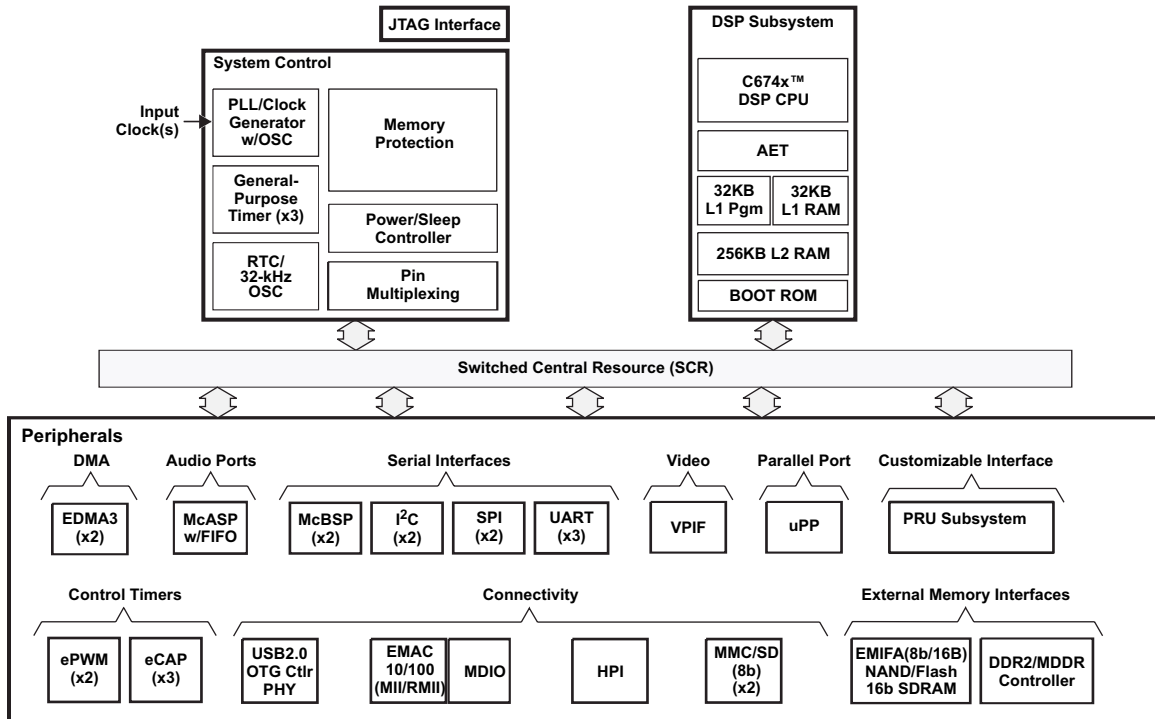 JTAG Interface
System Control
Input
Clock(s)
PLL/Clock
Generator
w/OSC
General-
Purpose
Timer (x3)
RTC/
32-kHz
OSC
Memory
Protection
Power/Sleep
Controller
Pin
Multiplexing
DSP Subsystem
C674x™
DSP CPU
AET
32KB
L1 Pgm
32KB
L1 RAM
256KB L2 RAM
BOOT ROM
Switched Central Resource (SCR)
Peripherals
DMA
EDMA3
(x2)
Audio Ports
McASP
w/FIFO
Serial Interfaces
McBSP
(x2)
I²C
(x2)
SPI
(x2)
UART
(x3)
Video
VPIF
Parallel Port
uPP
Customizable Interface
PRU Subsystem
Control Timers
ePWM
(x2)
eCAP
(x3)
Connectivity
USB2.0
OTG Ctlr
PHY
EMAC
10/100
(MII/RMII)
MDIO
HPI
MMC/SD
(8b)
(x2)
External Memory Interfaces
EMIFA(8b/16B)
NAND/Flash
16b SDRAM
DDR2/MDDR
Controller